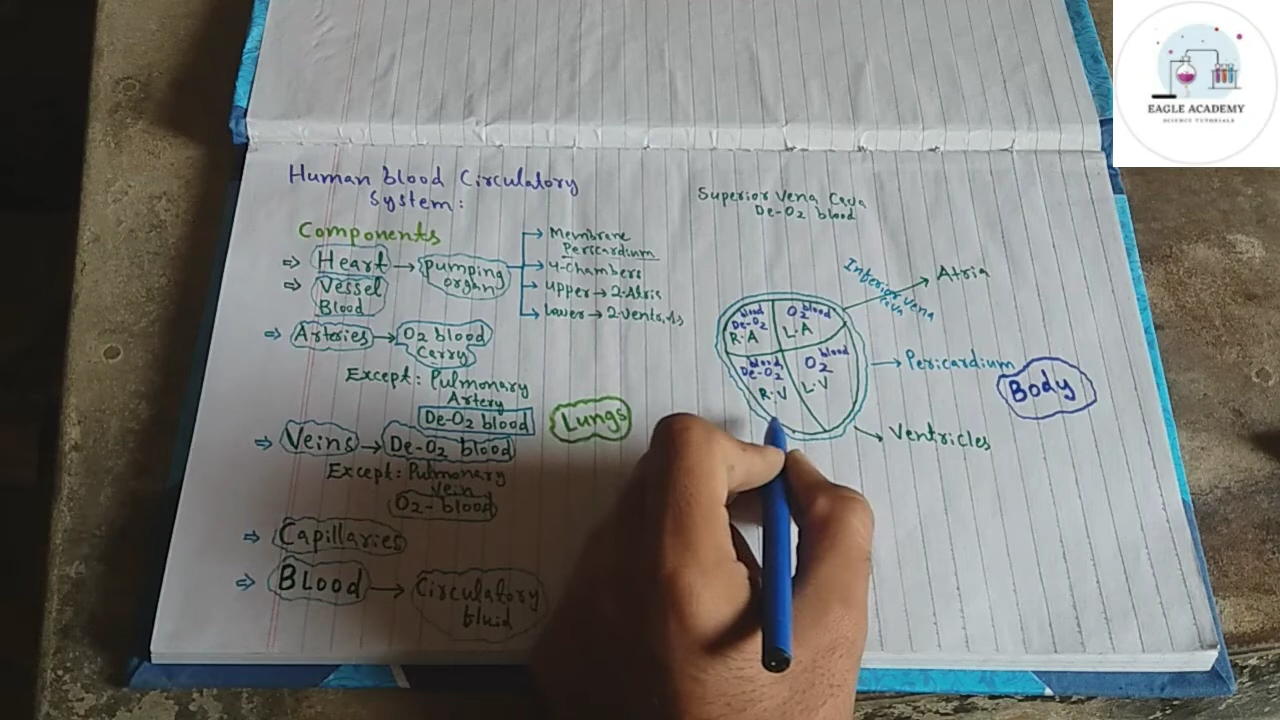 Human blood Circulatory
System:
Components
⇒ Heart → pumping
organ
Membrane
Pericardium
4-Chambers
upper → 2-Atria
Lower → 2-Ventricles
⇒ Vessel
Blood
⇒ Arteries → O2 blood
Carry
Except: Pulmonary
Artery
De-O2 blood
⇒ Veins → De-O2 blood
Except: Pulmonary
Vein
O2-blood
⇒ Capillaries
⇒ Blood → Circulatory
fluid
Lungs
Superior Vena Cava
De-O2 blood
Inferior vena
cava
Atria
blood
De-O2
R.A
O2 blood
L.A
blood
De-O2
R.V
blood
O2
L.V
Pericardium
Body
Ventricles
EAGLE ACADEMY
SCIENCE TUTORIALS